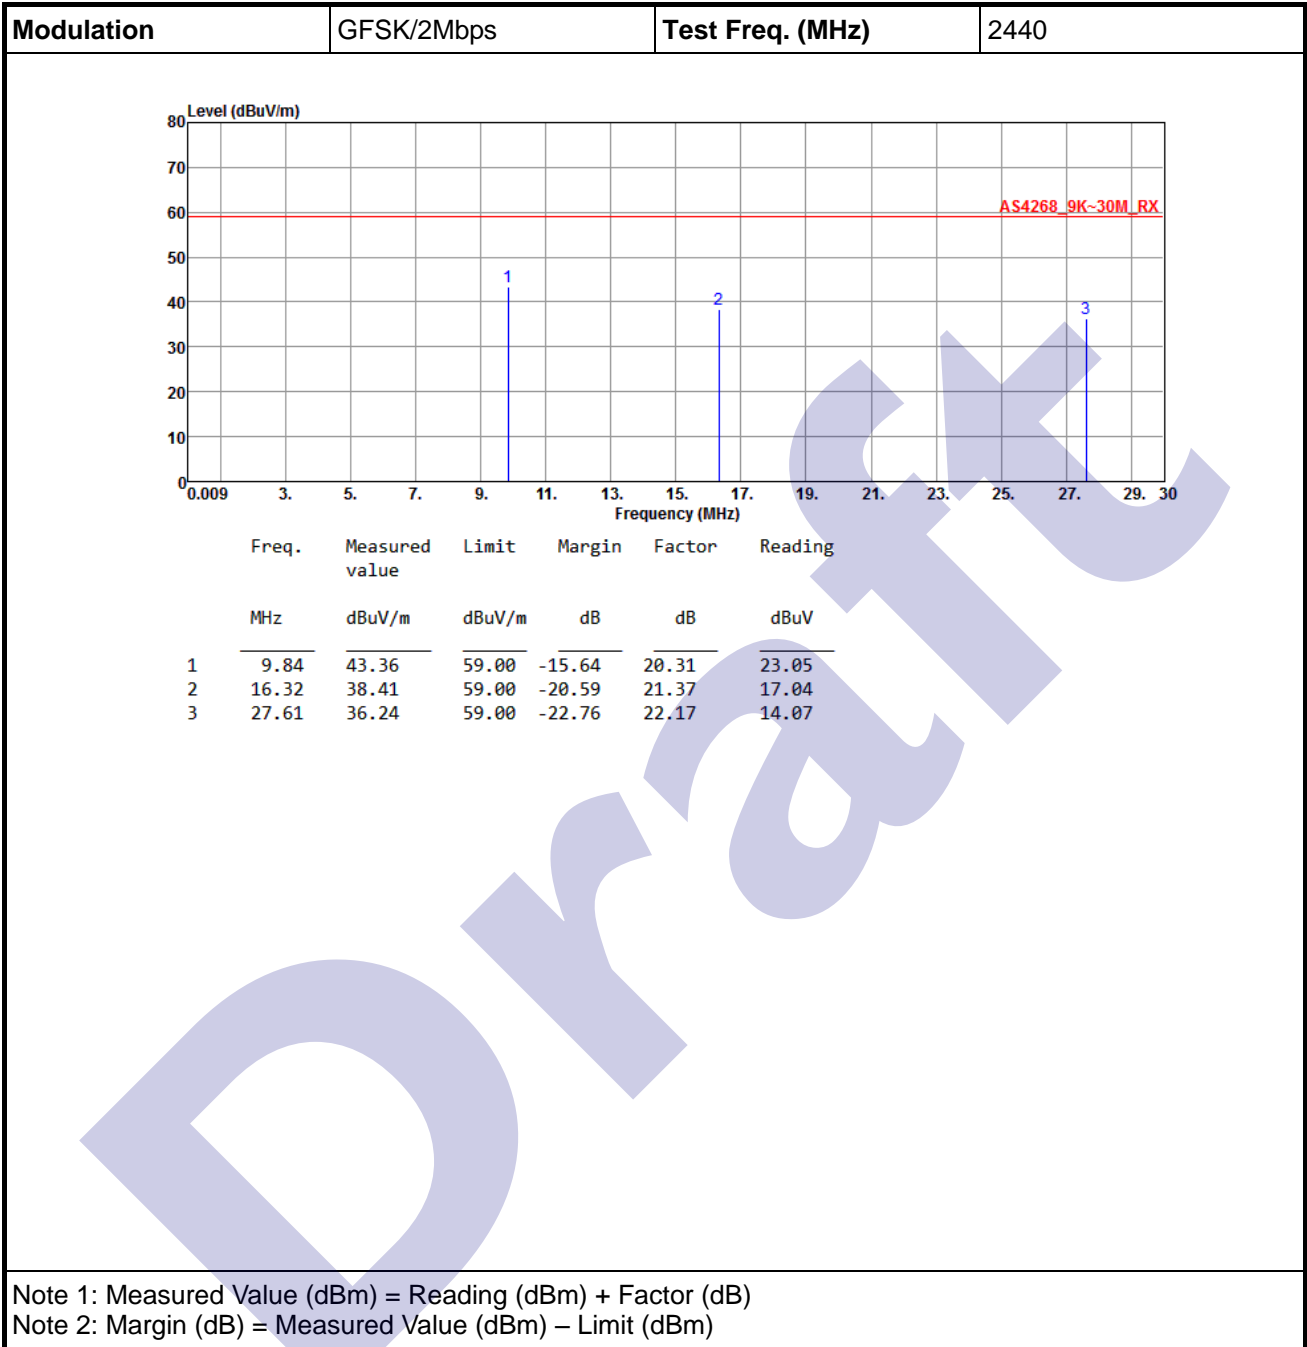 Modulation GFSK/2Mbps Test Freq. (MHz) 2440
Level (dBuV/m)
80
70
60
50
40
30
20
10
0
AS4268_9K~30M_RX
1
2
3
0.009 3. 5. 7. 9. 11. 13. 15. 17. 19. 21. 23. 25. 27. 29. 30
Frequency (MHz)
Freq. Measured Limit Margin Factor Reading
value
MHz dBuV/m dBuV/m dB dB dBuV
1 9.84 43.36 59.00 -15.64 20.31 23.05
2 16.32 38.41 59.00 -20.59 21.37 17.04
3 27.61 36.24 59.00 -22.76 22.17 14.07
Draft
Note 1: Measured Value (dBm) = Reading (dBm) + Factor (dB)
Note 2: Margin (dB) = Measured Value (dBm) – Limit (dBm)